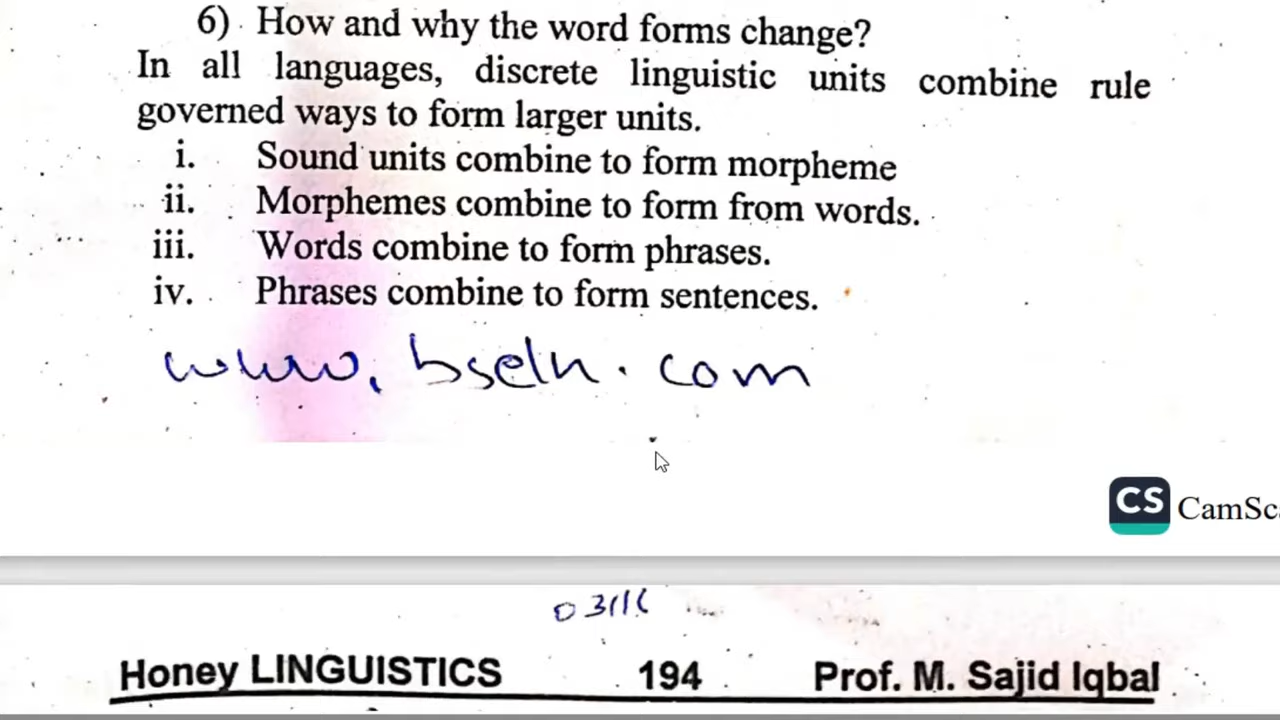 6) How and why the word forms change?
In all languages, discrete linguistic units combine rule
governed ways to form larger units.
i. Sound units combine to form morpheme
ii. Morphemes combine to form from words.
iii. Words combine to form phrases.
iv. Phrases combine to form sentences.
www. bseln. com
CS CamSc
Honey LINGUISTICS 194 Prof. M. Sajid Iqbal